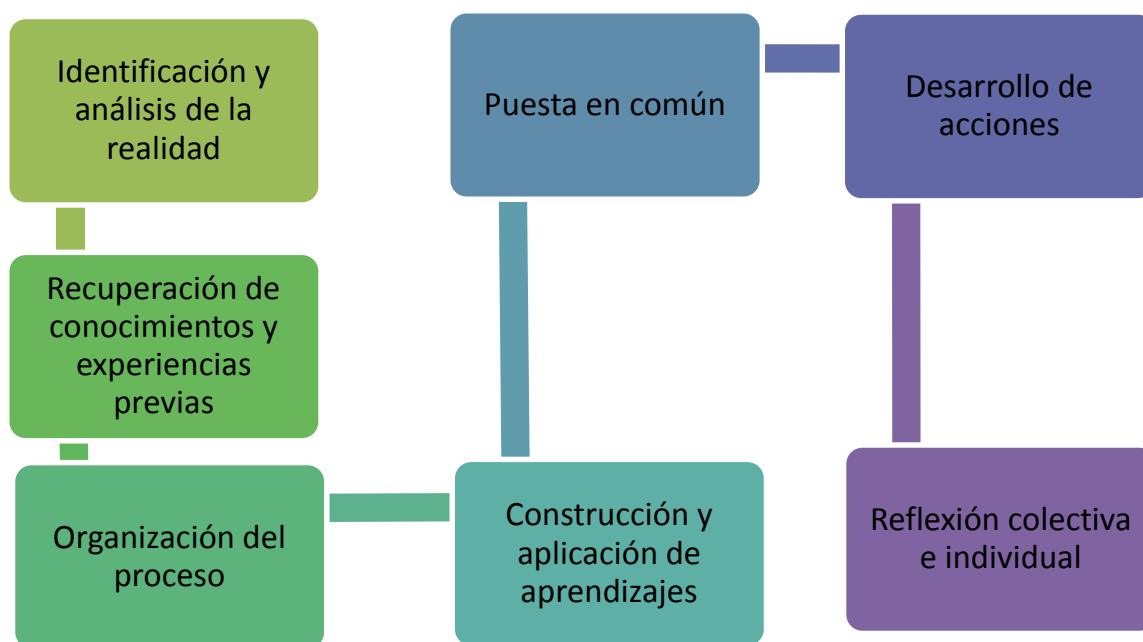 Identificación y
análisis de la
realidad
Recuperación de
conocimientos y
experiencias
previas
Organización del
proceso
Construcción y
aplicación de
aprendizajes
Puesta en común
Desarrollo de
acciones
Reflexión colectiva
e individual